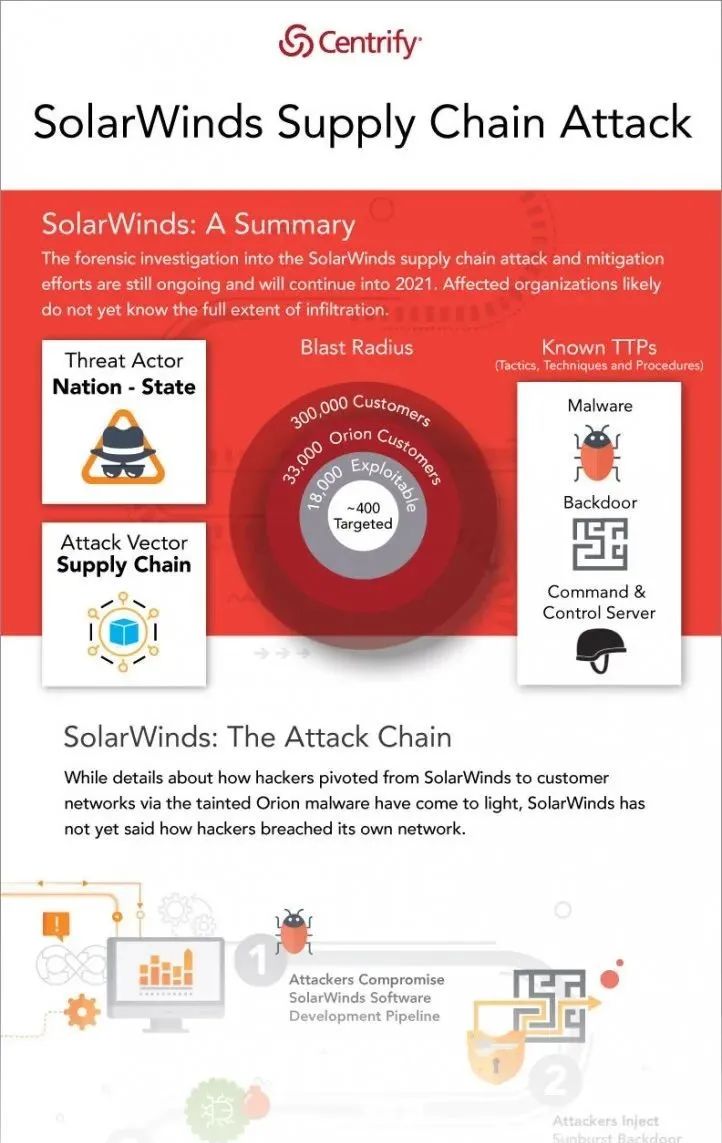 Centrify
SolarWinds Supply Chain Attack
SolarWinds: A Summary
The forensic investigation into the SolarWinds supply chain attack and mitigation
efforts are still ongoing and will continue into 2021. Affected organizations likely
do not yet know the full extent of infiltration.
Threat Actor
Nation - State
Attack Vector
Supply Chain
Blast Radius
300,000 Customers
33,000 Orion Customers
18,000 Exploitable
~400
Targeted
Known TTPs
(Tactics, Techniques and Procedures)
Malware
Backdoor
Command &
Control Server
SolarWinds: The Attack Chain
While details about how hackers pivoted from SolarWinds to customer
networks via the tainted Orion malware have come to light, SolarWinds has
not yet said how hackers breached its own network.
!
1
Attackers Compromise
SolarWinds Software
Development Pipeline
2
Attackers Inject
Sunburst Backdoor